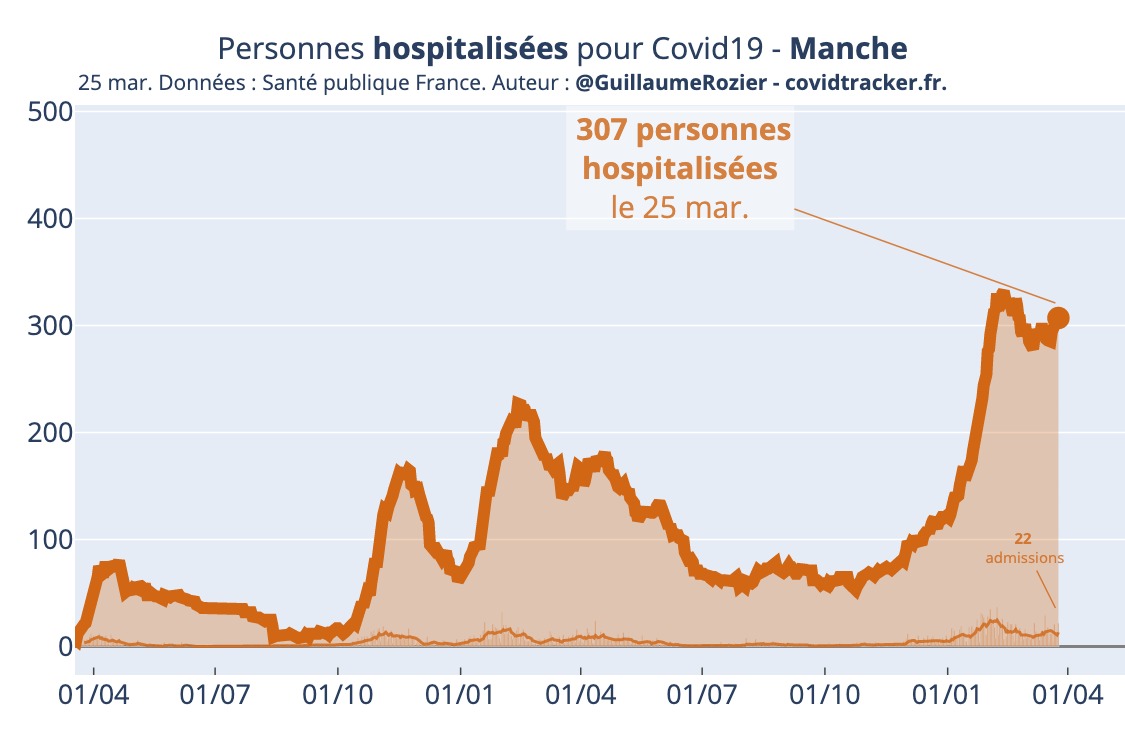 Personnes hospitalisées pour Covid19 - Manche
25 mar. Données : Santé publique France. Auteur : @GuillaumeRozier - covidtracker.fr.
500
307 personnes
hospitalisées
le 25 mar.
400
300
200
100
22
admissions
0
01/04 01/07 01/10 01/01 01/04 01/07 01/10 01/01 01/04